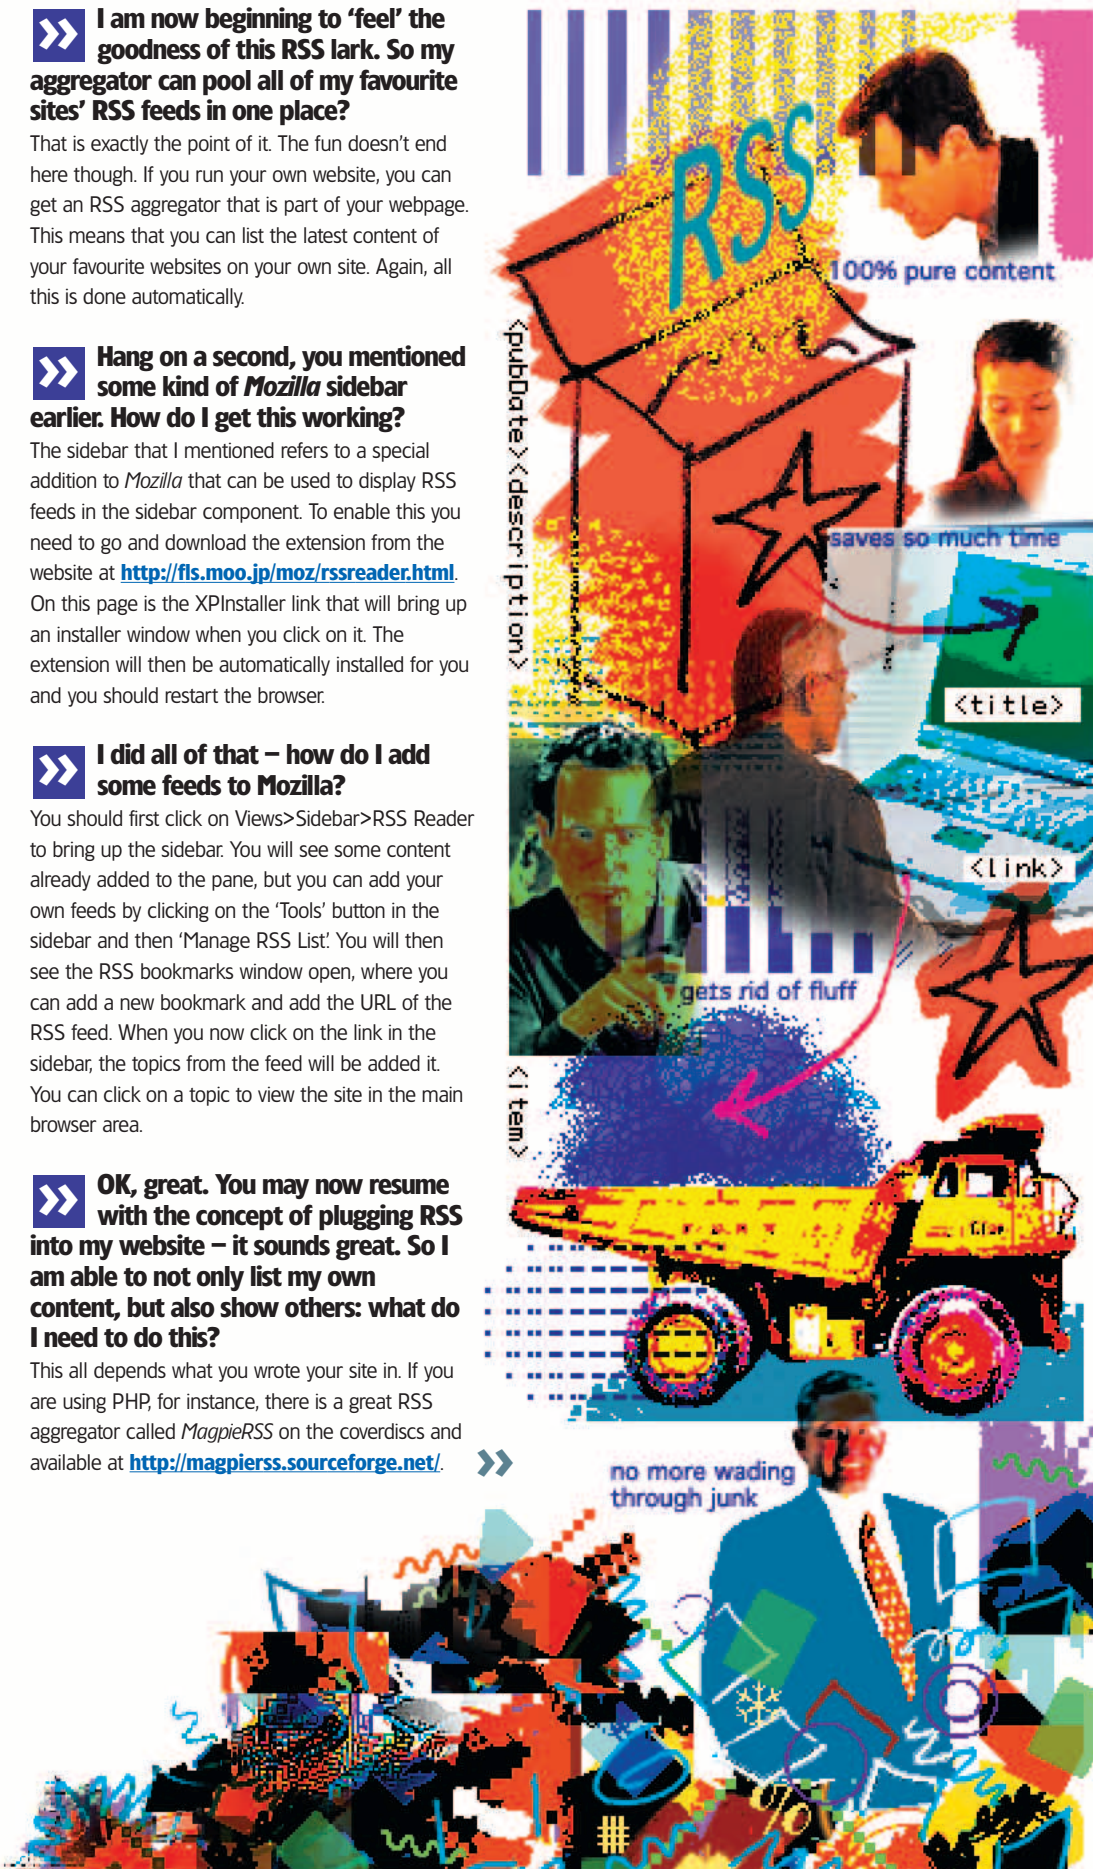 I am now beginning to ‘feel’ the
goodness of this RSS lark. So my
aggregator can pool all of my favourite
sites’ RSS feeds in one place?
That is exactly the point of it. The fun doesn’t end
here though. If you run your own website, you can
get an RSS aggregator that is part of your webpage.
This means that you can list the latest content of
your favourite websites on your own site. Again, all
this is done automatically.
Hang on a second, you mentioned
some kind of Mozilla sidebar
earlier. How do I get this working?
The sidebar that I mentioned refers to a special
addition to Mozilla that can be used to display RSS
feeds in the sidebar component. To enable this you
need to go and download the extension from the
website at http://fls.moo.jp/moz/rssreader.html.
On this page is the XPInstaller link that will bring up
an installer window when you click on it. The
extension will then be automatically installed for you
and you should restart the browser.
I did all of that – how do I add
some feeds to Mozilla?
You should first click on Views>Sidebar>RSS Reader
to bring up the sidebar. You will see some content
already added to the pane, but you can add your
own feeds by clicking on the ‘Tools’ button in the
sidebar and then ‘Manage RSS List’. You will then
see the RSS bookmarks window open, where you
can add a new bookmark and add the URL of the
RSS feed. When you now click on the link in the
sidebar, the topics from the feed will be added it.
You can click on a topic to view the site in the main
browser area.
OK, great. You may now resume
with the concept of plugging RSS
into my website – it sounds great. So I
am able to not only list my own
content, but also show others: what do
I need to do this?
This all depends what you wrote your site in. If you
are using PHP, for instance, there is a great RSS
aggregator called MagpieRSS on the coverdiscs and
available at http://magpierss.sourceforge.net/.
RSS
100% pure content
<pubDate><description>
saves so much time
<title>
<link>
gets rid of fluff
<item>
no more wading
through junk